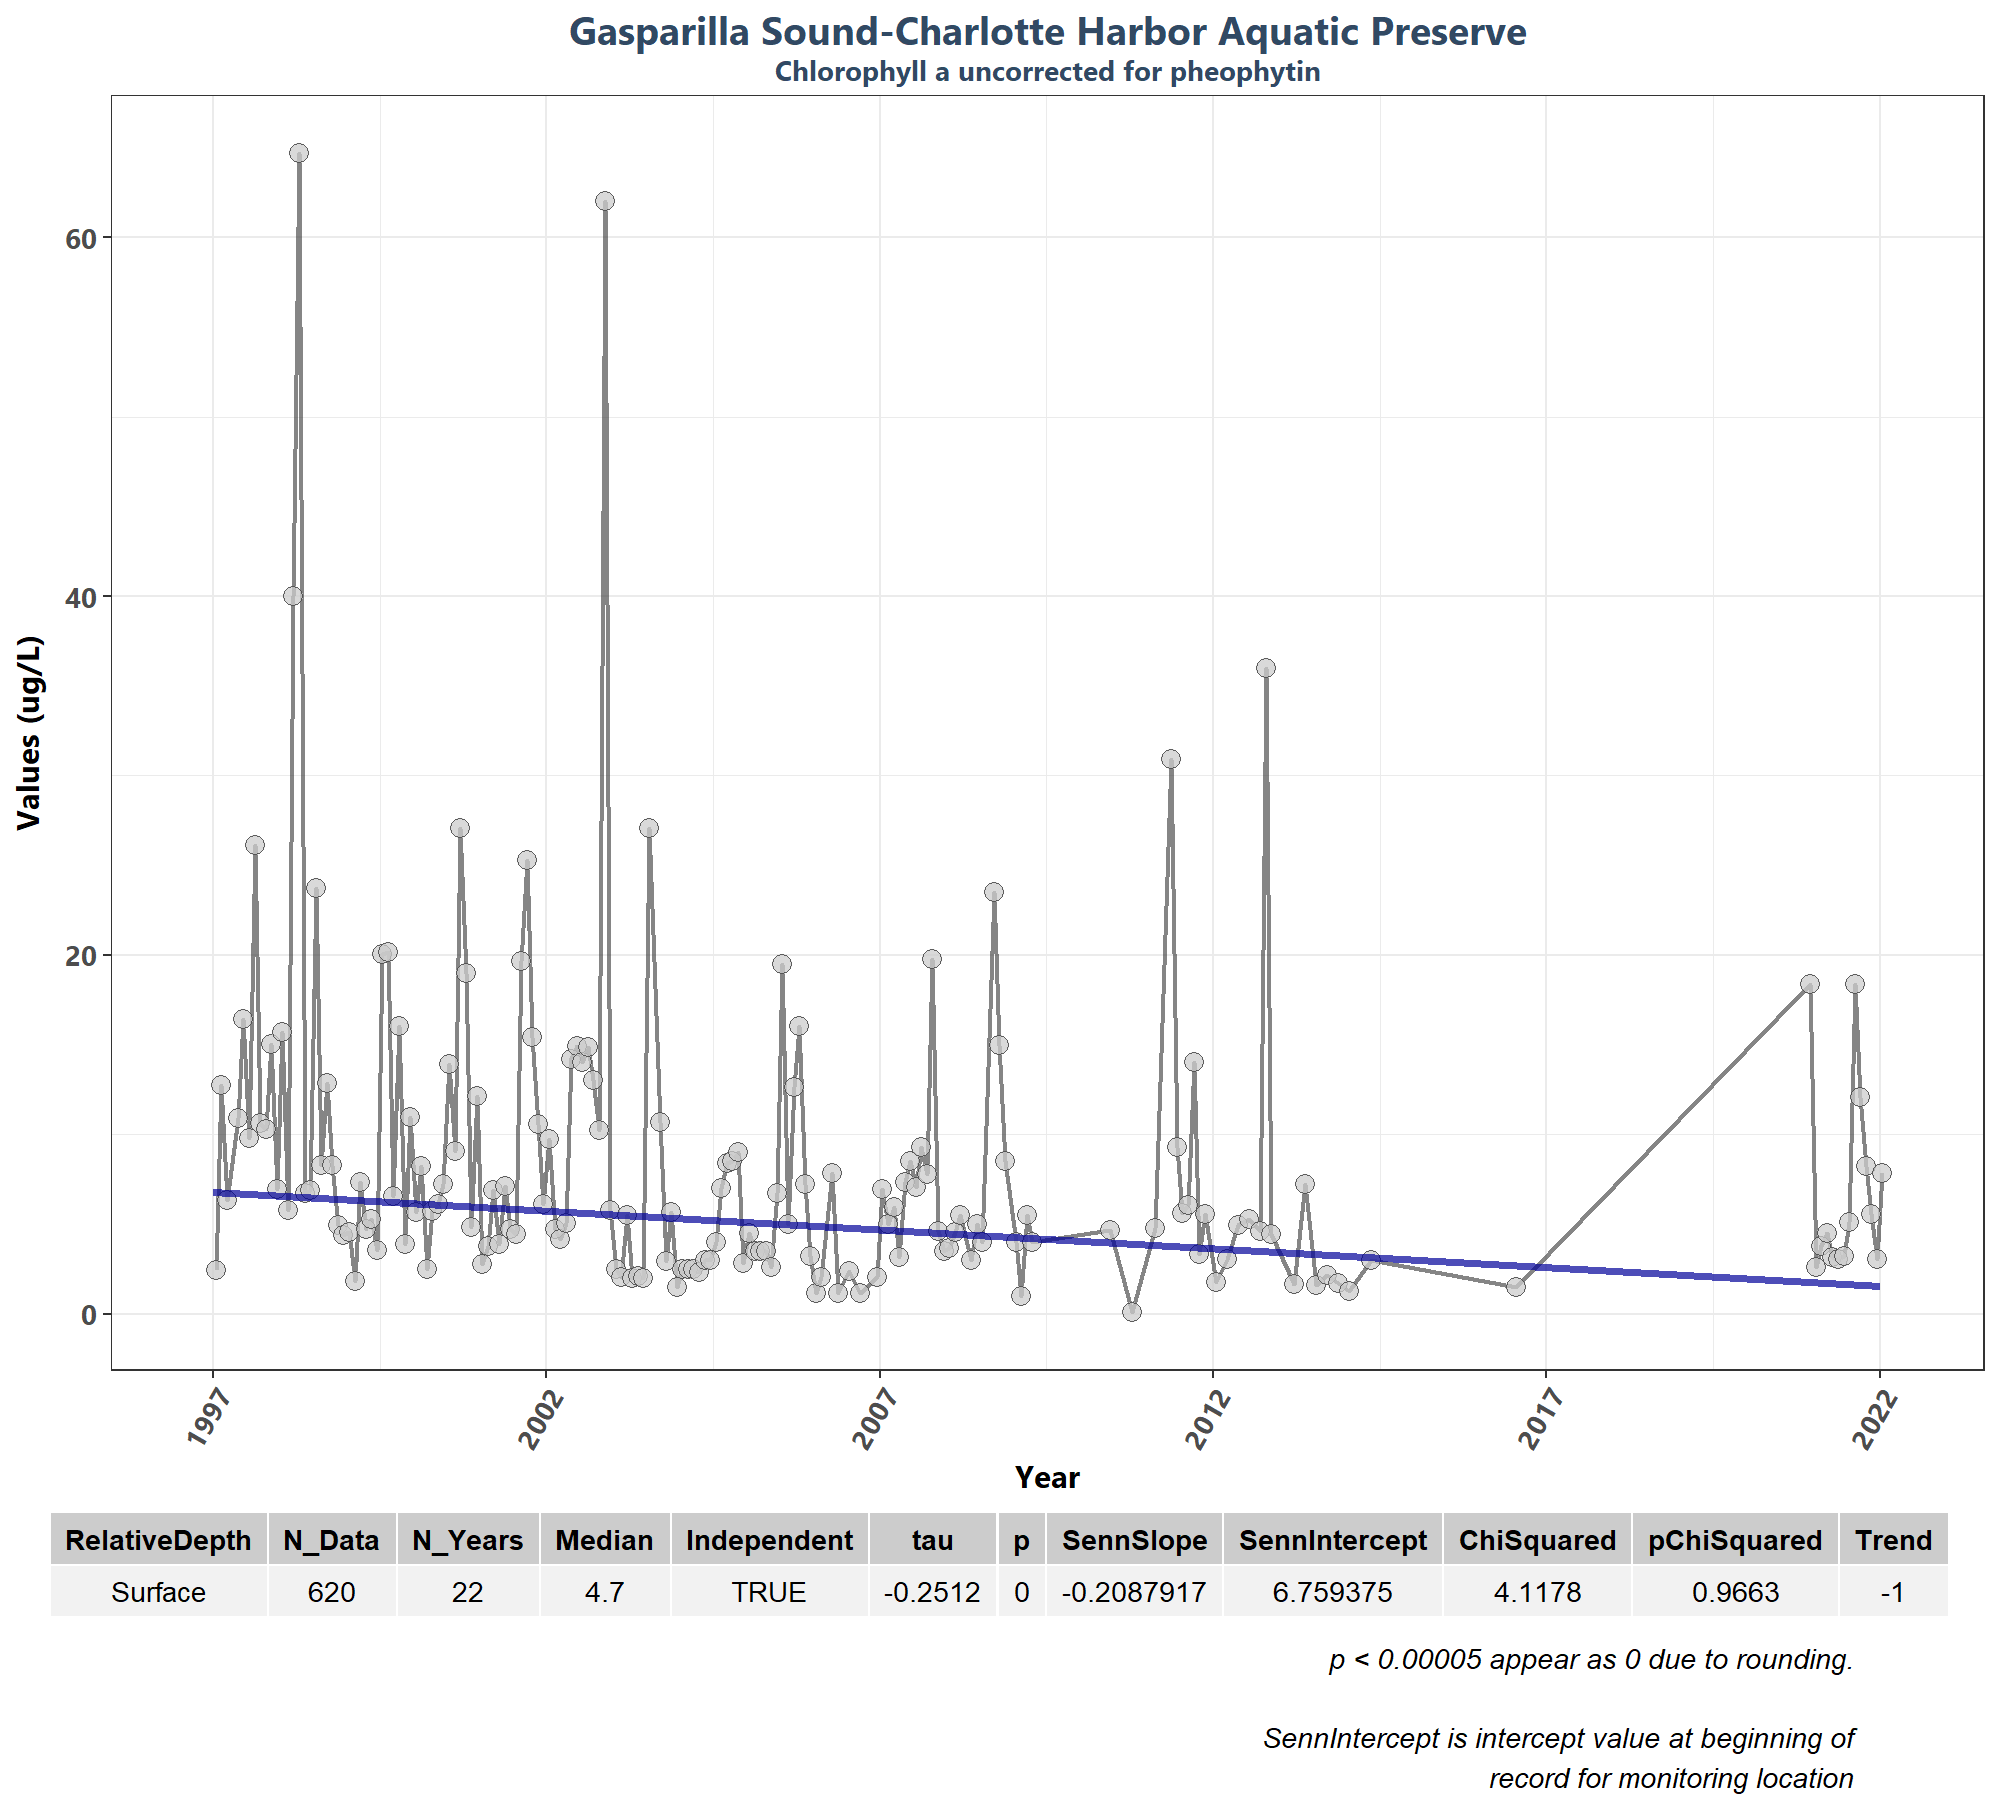 Gasparilla Sound-Charlotte Harbor Aquatic Preserve
Chlorophyll a uncorrected for pheophytin
Values (ug/L)
60
40
20
0
1997
2002
2007
2012
2017
2022
Year
RelativeDepth N_Data N_Years Median Independent tau p SennSlope SennIntercept ChiSquared pChiSquared Trend
Surface 620 22 4.7 TRUE -0.2512 0 -0.2087917 6.759375 4.1178 0.9663 -1
p < 0.00005 appear as 0 due to rounding.
SennIntercept is intercept value at beginning of
record for monitoring location